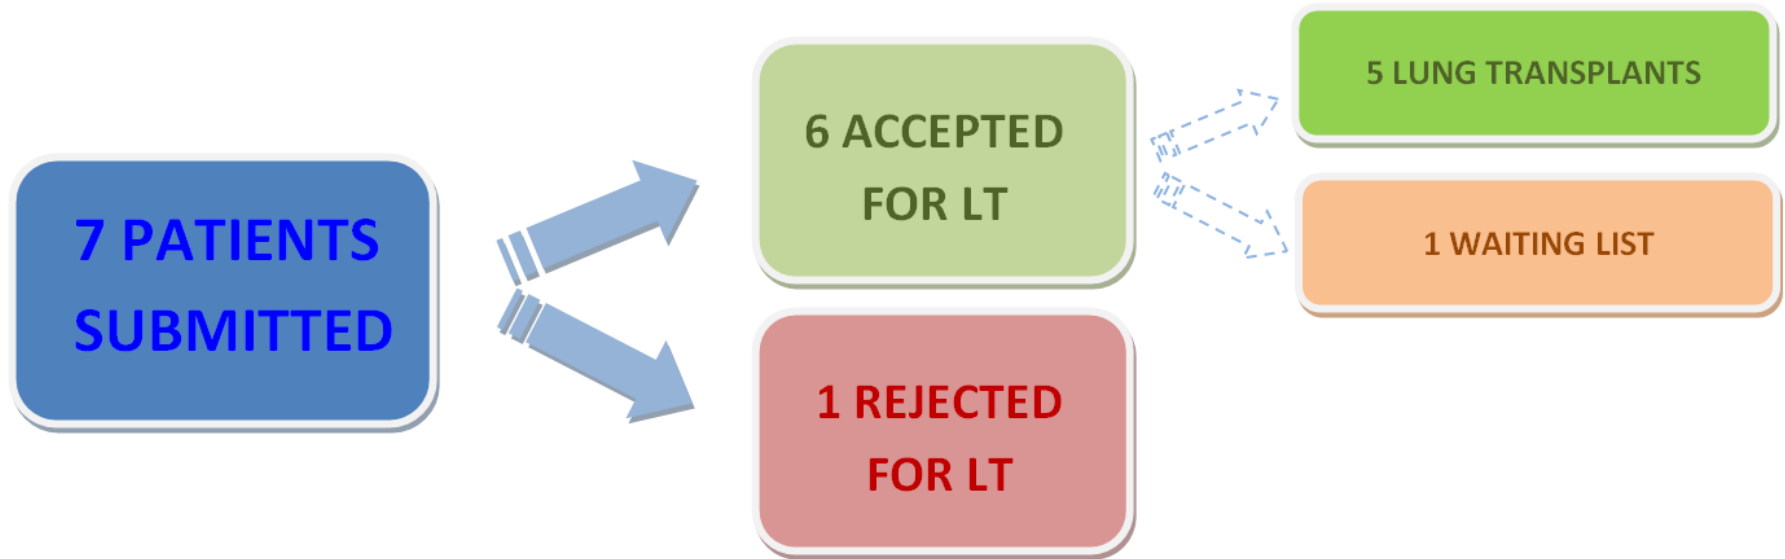 7 PATIENTS
SUBMITTED
6 ACCEPTED
FOR LT
1 REJECTED
FOR LT
5 LUNG TRANSPLANTS
1 WAITING LIST